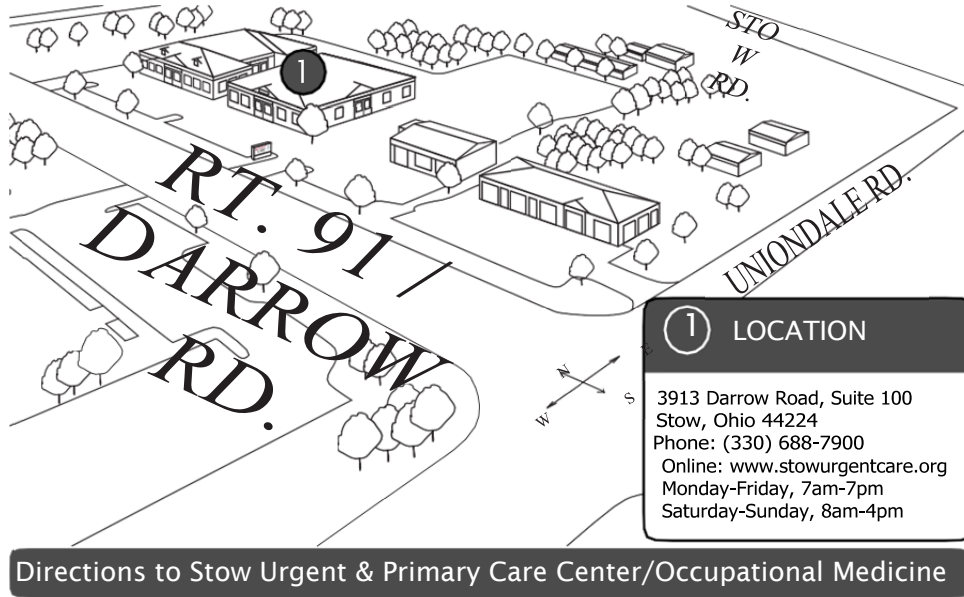 STO
W
RD.
1
RT. 91 /
DARROW
RD.
UNIONDALE RD.
N
E
W
S
1 LOCATION
3913 Darrow Road, Suite 100
Stow, Ohio 44224
Phone: (330) 688-7900
Online: www.stowurgentcare.org
Monday-Friday, 7am-7pm
Saturday-Sunday, 8am-4pm
Directions to Stow Urgent & Primary Care Center/Occupational Medicine